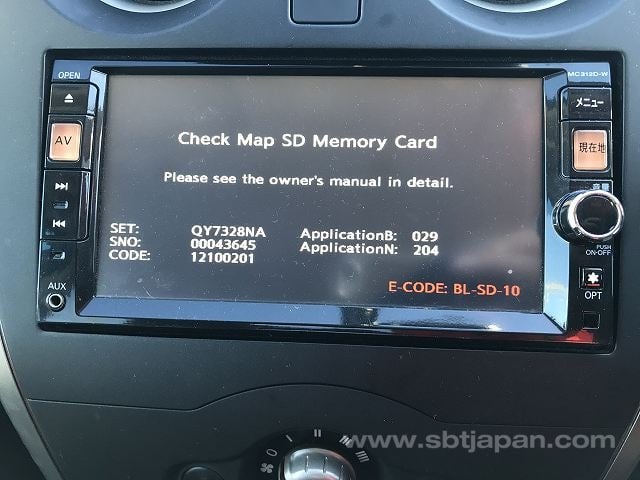 OPEN
MC312D-W
メニュー
AV
現在地
Check Map SD Memory Card
Please see the owner's manual in detail.
音量
SET: QY7328NA ApplicationB: 029
SNO: 00043645 ApplicationN: 204
CODE: 12100201
PUSH
ON-OFF
E-CODE: BL-SD-10
AUX
OPT
www.sbtjapan.com